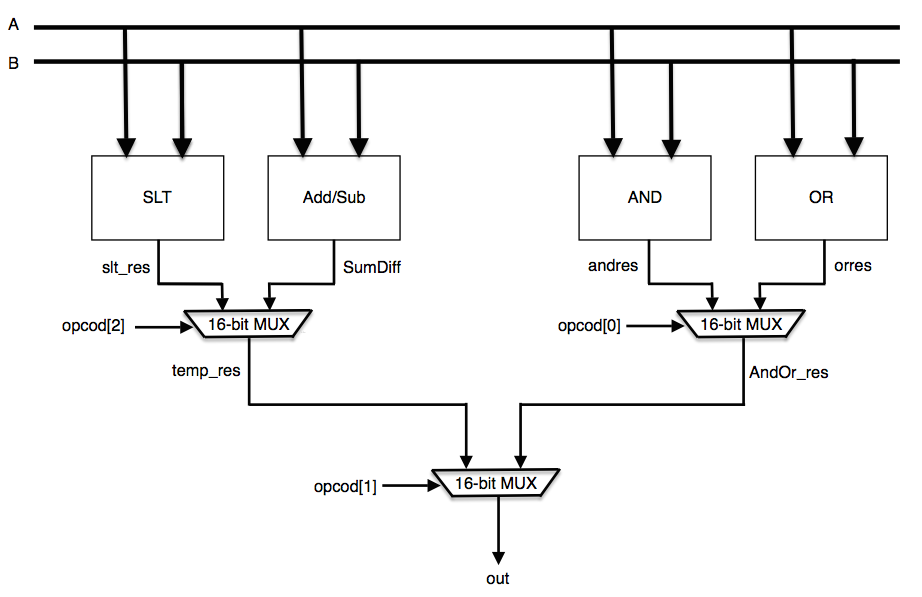 A
B
SLT
Add/Sub
AND
OR
slt_res
SumDiff
andres
orres
opcod[2]
16-bit MUX
opcod[0]
16-bit MUX
temp_res
AndOr_res
opcod[1]
16-bit MUX
out